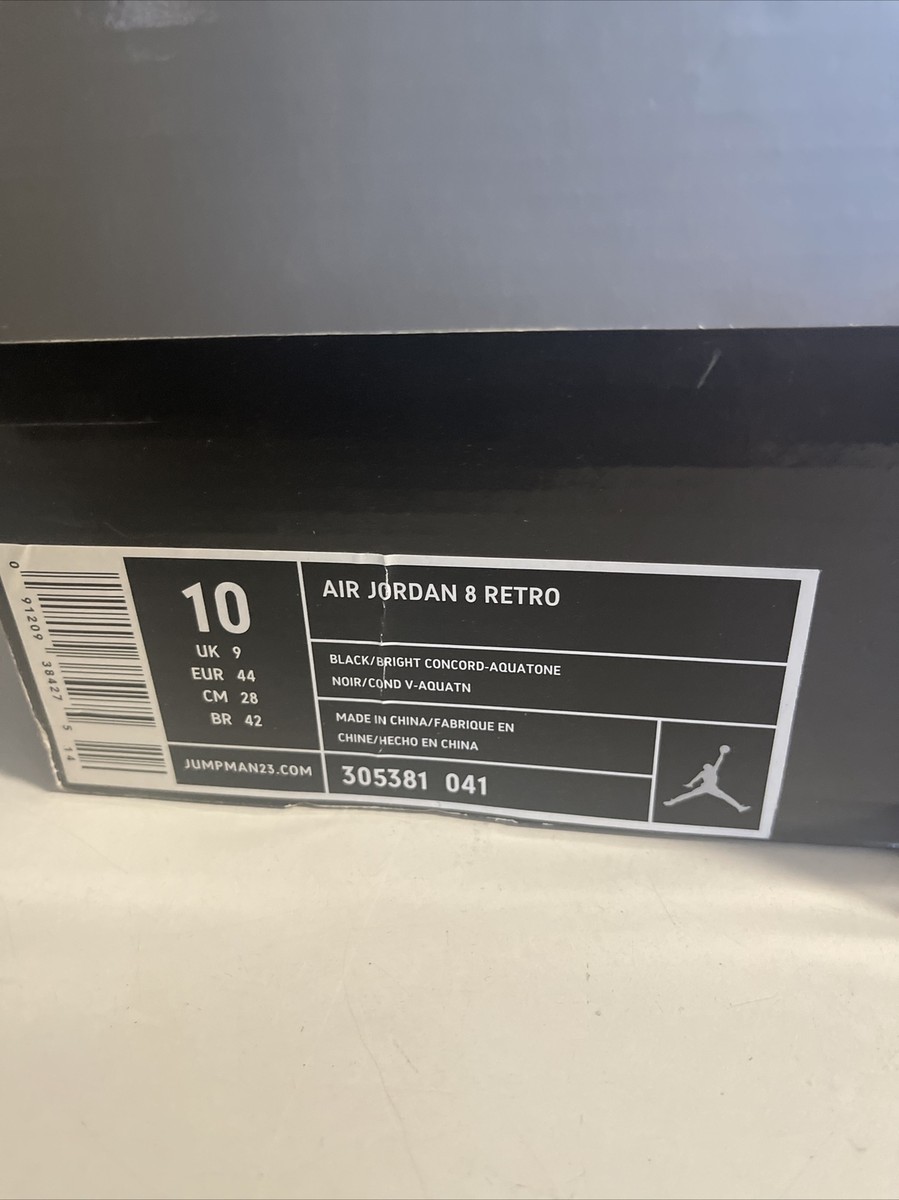 0 91209 38427 5 14
10
UK 9
EUR 44
CM 28
BR 42
JUMPMAN23.COM
AIR JORDAN 8 RETRO
BLACK/BRIGHT CONCORD-AQUATONE
NOIR/COND V-AQUATN
MADE IN CHINA/FABRIQUE EN
CHINE/HECHO EN CHINA
305381 041